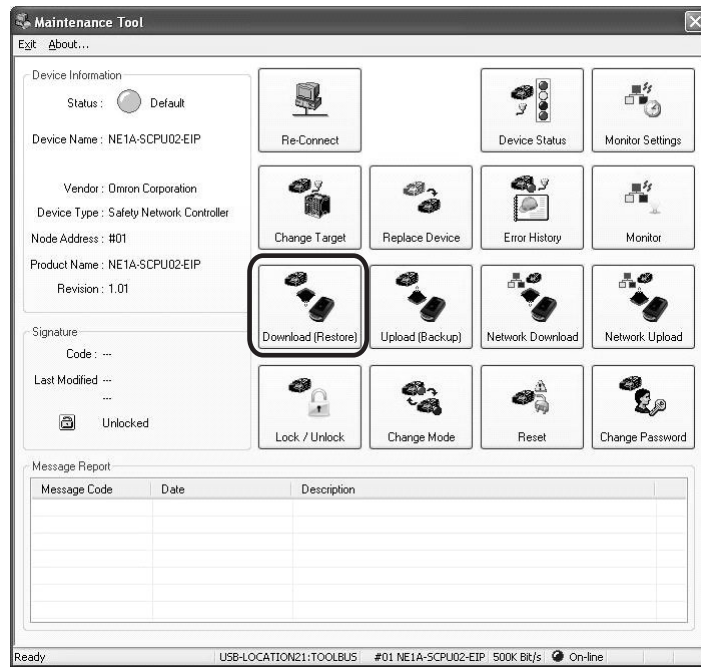 Maintenance Tool
Exit About...
Device Information
Status : Default
Device Name : NE1A-SCPU02-EIP
Vendor : Omron Corporation
Device Type : Safety Network Controller
Node Address : #01
Product Name : NE1A-SCPU02-EIP
Revision : 1.01
Signature
Code : ---
Last Modified ---
---
Unlocked
Re-Connect
Device Status
Monitor Settings
Change Target
Replace Device
Error History
Monitor
Download (Restore)
Upload (Backup)
Network Download
Network Upload
Lock / Unlock
Change Mode
Reset
Change Password
Message Report
Message Code Date Description
Ready USB-LOCATION21:TOOLBUS #01 NE1A-SCPU02-EIP 500K Bit/s On-line